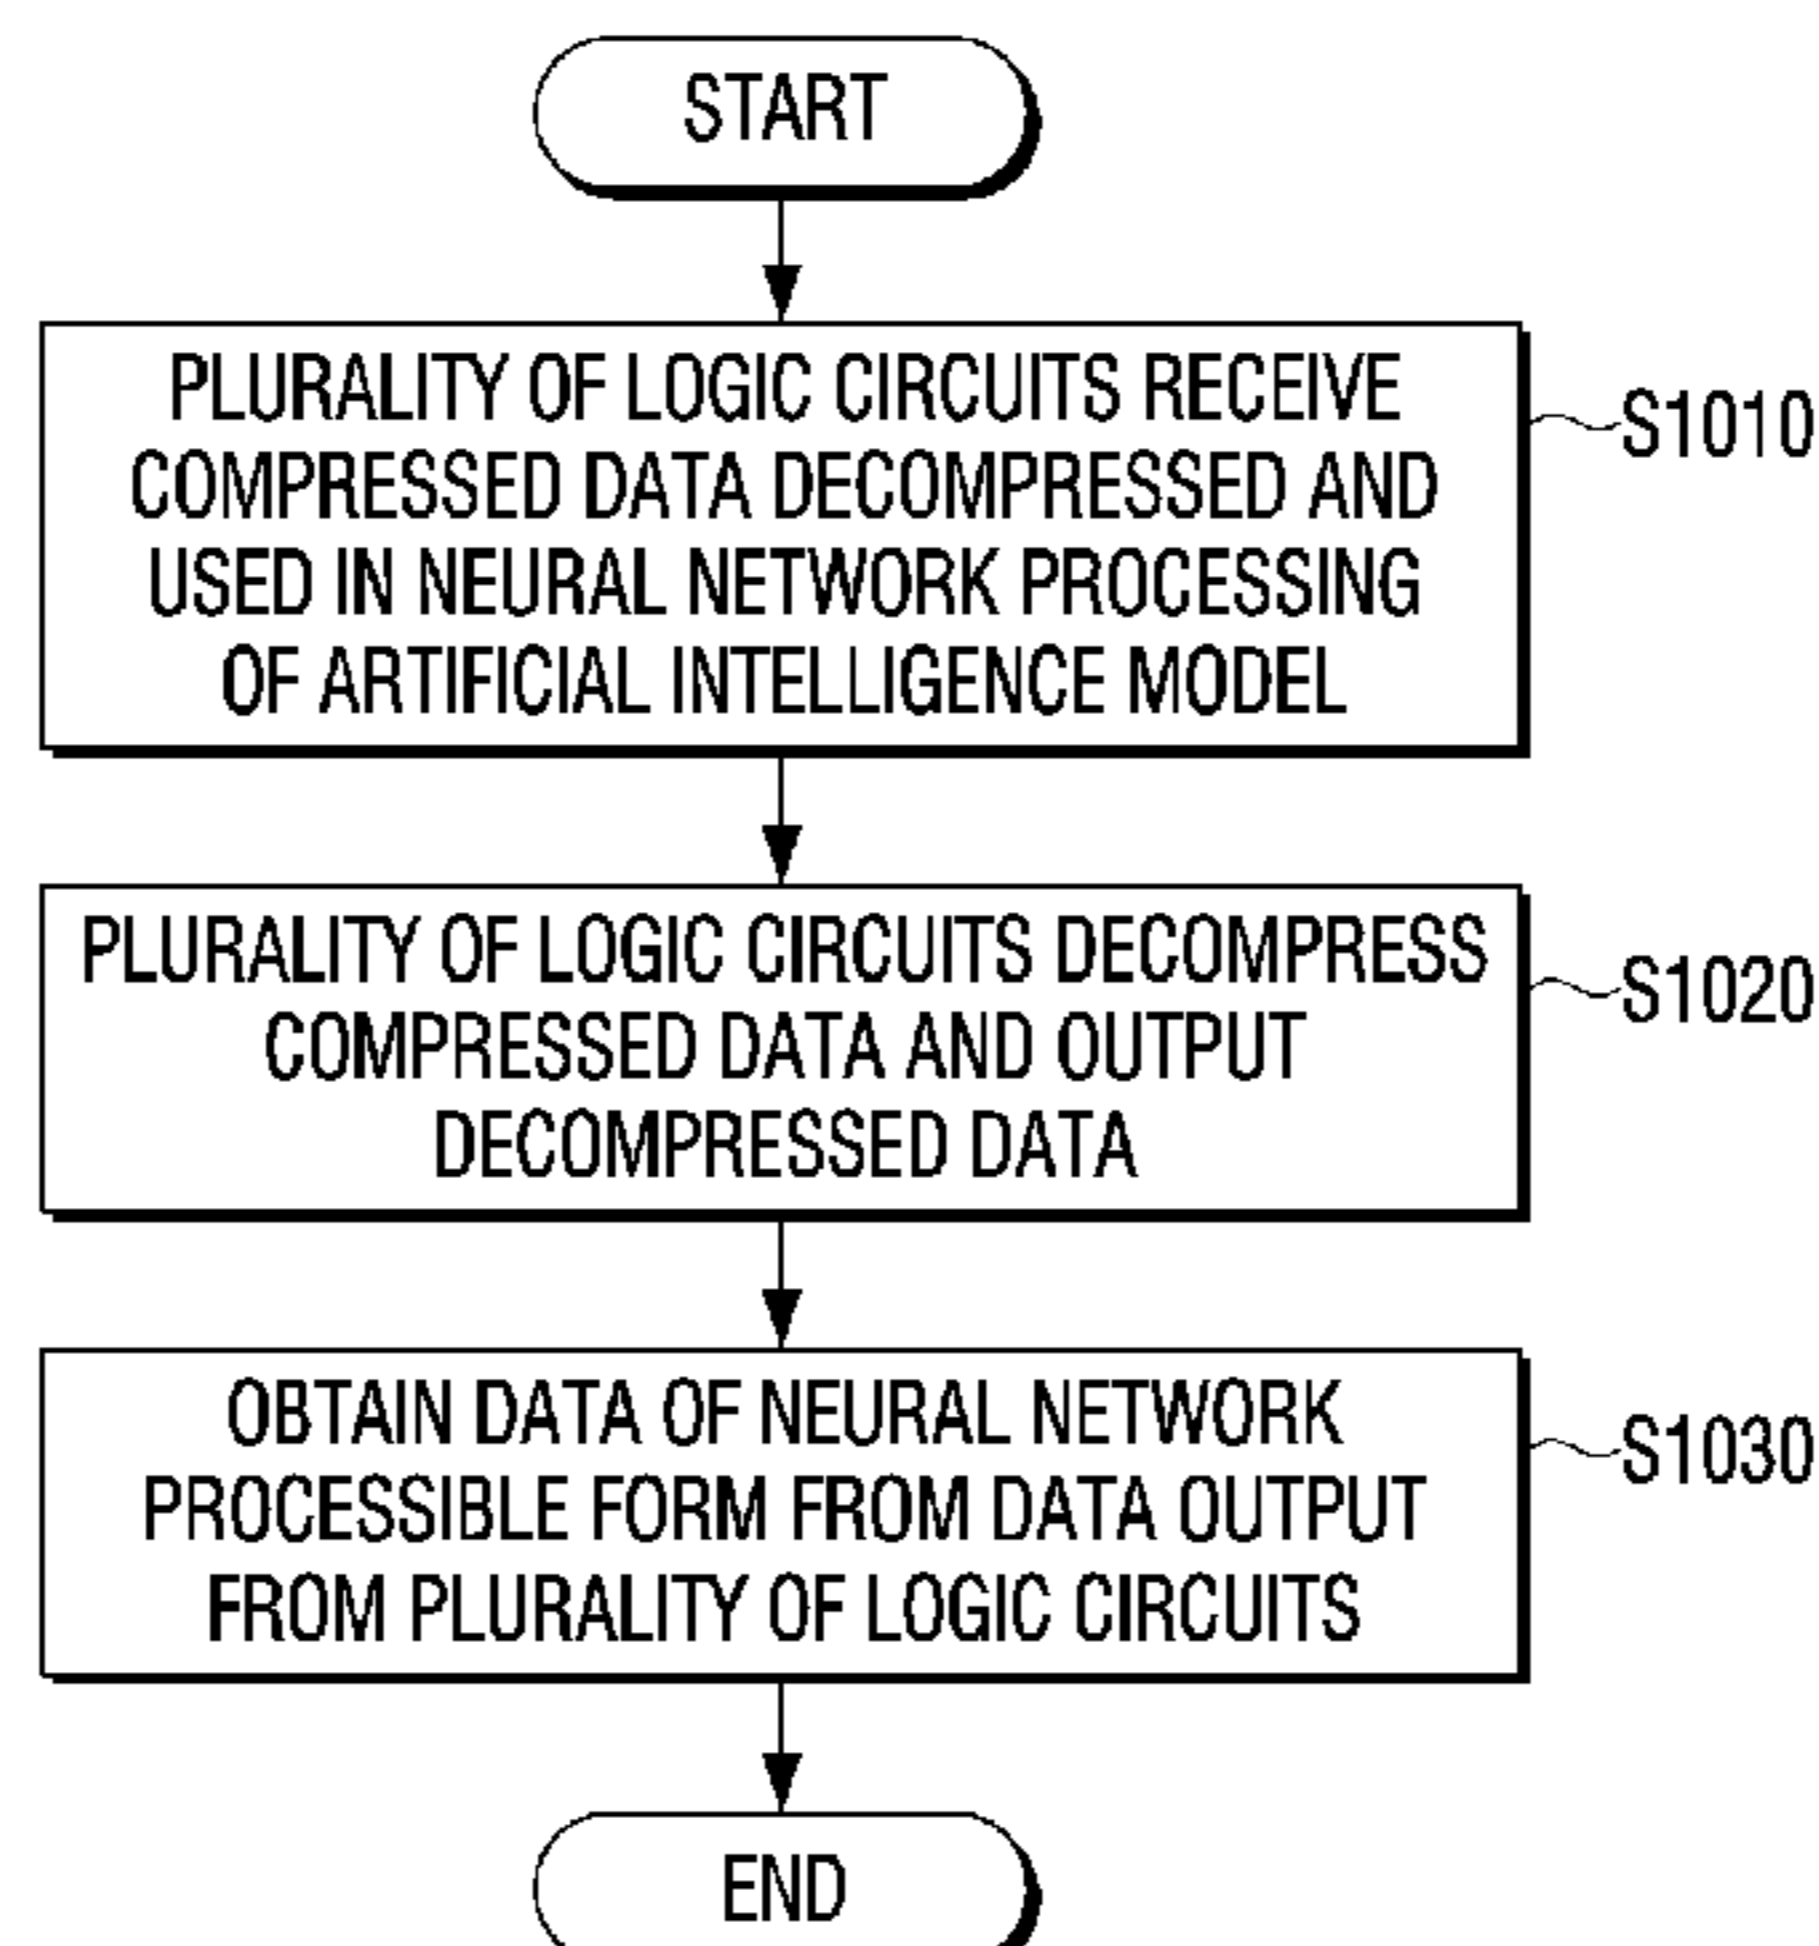 START
PLURALITY OF LOGIC CIRCUITS RECEIVE
COMPRESSED DATA DECOMPRESSED AND
USED IN NEURAL NETWORK PROCESSING
OF ARTIFICIAL INTELLIGENCE MODEL
S1010
PLURALITY OF LOGIC CIRCUITS DECOMPRESS
COMPRESSED DATA AND OUTPUT
DECOMPRESSED DATA
S1020
OBTAIN DATA OF NEURAL NETWORK
PROCESSIBLE FORM FROM DATA OUTPUT
FROM PLURALITY OF LOGIC CIRCUITS
S1030
END